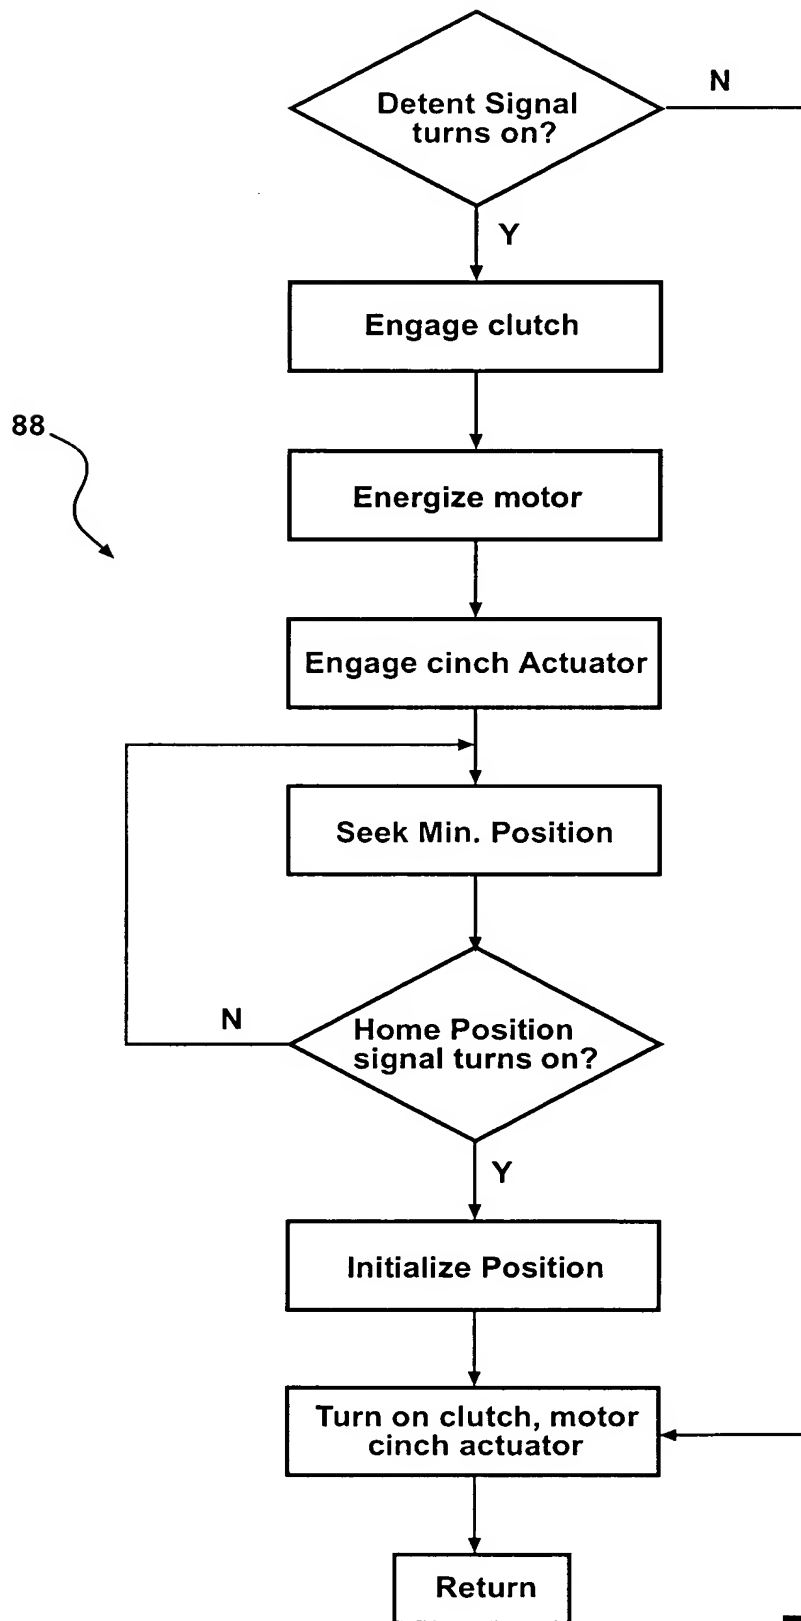 Detent Signal
turns on?
N
Y
Engage clutch
88
Energize motor
Engage cinch Actuator
Seek Min. Position
N
Home Position
signal turns on?
Y
Initialize Position
Turn on clutch, motor
cinch actuator
Return